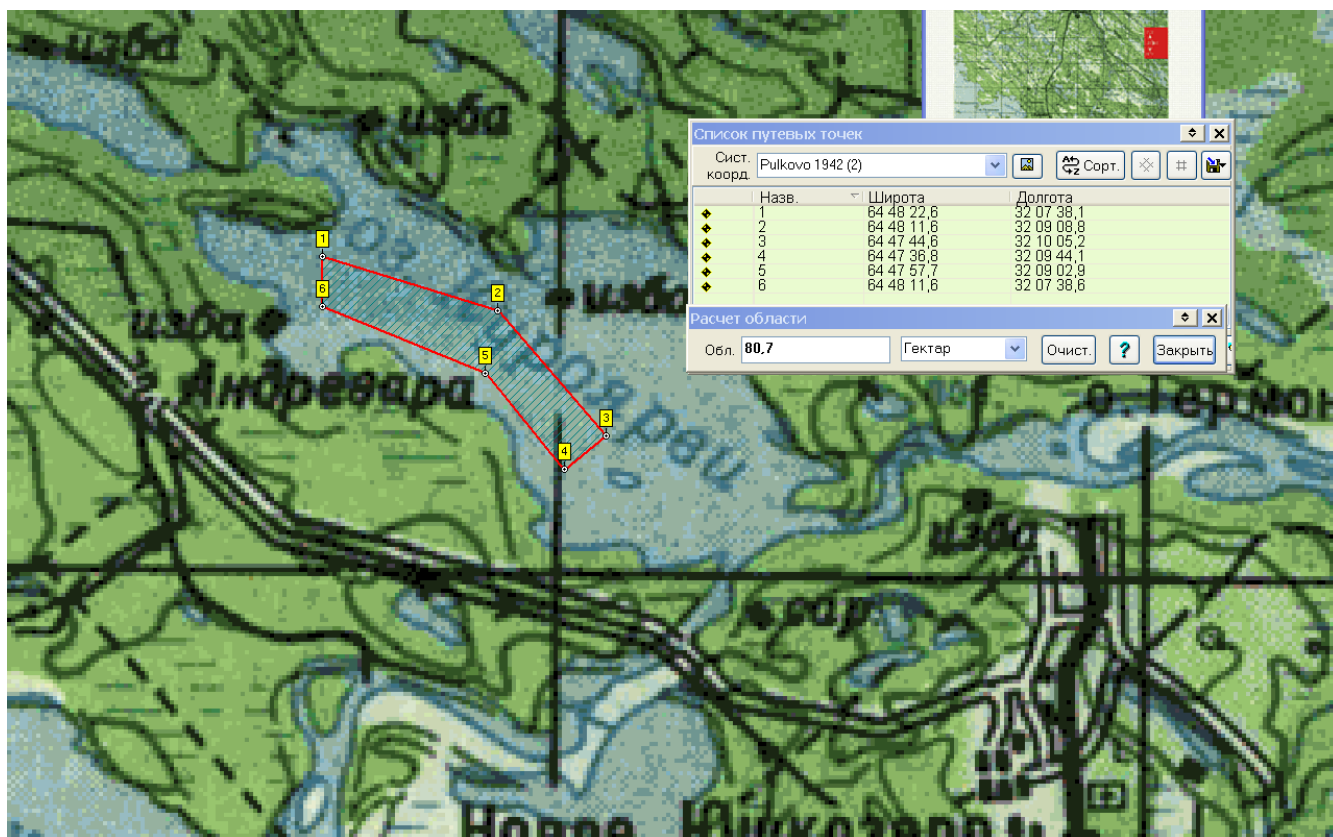 изба
изба
Список путевых точек
Сист. коорд. Pulkovo 1942 (2) Сорт.
Назв. Широта Долгота
1 64 48 22,6 32 07 38,1
2 64 48 11,6 32 09 08,8
3 64 47 44,6 32 10 05,2
4 64 47 36,8 32 09 44,1
5 64 47 57,7 32 09 02,9
6 64 48 11,6 32 07 38,6
1
6
2
5
3
4
изба
изба
Расчет области
Обл. 80,7 Гектар Очист. ? Закрыть
Андревара
изба
Новое Юшкозеро